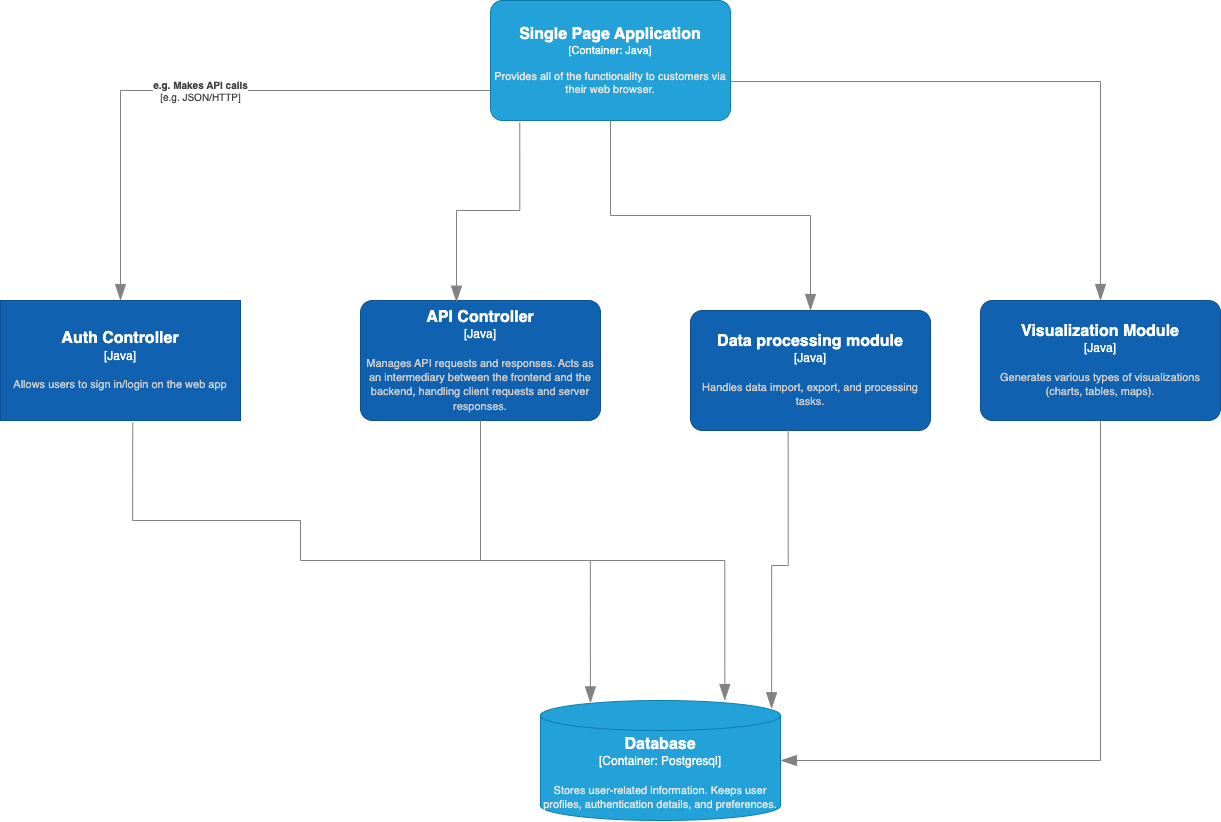 Single Page Application
[Container: Java]
Provides all of the functionality to customers via
their web browser.
e.g. Makes API calls
[e.g. JSON/HTTP]
Auth Controller
[Java]
Allows users to sign in/login on the web app
API Controller
[Java]
Manages API requests and responses. Acts as
an intermediary between the frontend and the
backend, handling client requests and server
responses.
Data processing module
[Java]
Handles data import, export, and processing
tasks.
Visualization Module
[Java]
Generates various types of visualizations
(charts, tables, maps).
Database
[Container: Postgresql]
Stores user-related information. Keeps user
profiles, authentication details, and preferences.